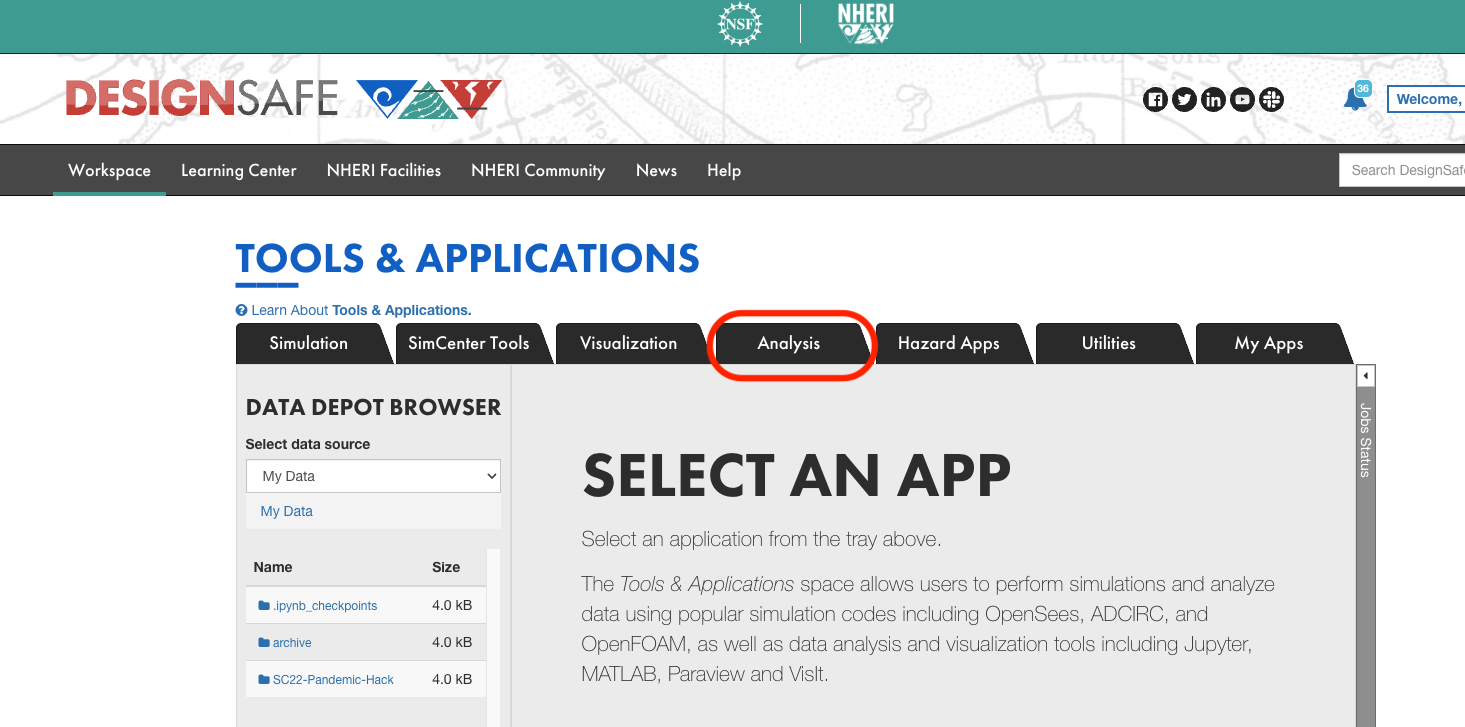 NSF
NHERI
DESIGNSAFE
36
Welcome,
Workspace Learning Center NHERI Facilities NHERI Community News Help
Search DesignSafe
TOOLS & APPLICATIONS
Learn About Tools & Applications.
Simulation SimCenter Tools Visualization Analysis Hazard Apps Utilities My Apps
DATA DEPOT BROWSER
Select data source
My Data
My Data
Name Size
.ipynb_checkpoints 4.0 kB
archive 4.0 kB
SC22-Pandemic-Hack 4.0 kB
SELECT AN APP
Select an application from the tray above.
The Tools & Applications space allows users to perform simulations and analyze
data using popular simulation codes including OpenSees, ADCIRC, and
OpenFOAM, as well as data analysis and visualization tools including Jupyter,
MATLAB, Paraview and VisIt.
Jobs Status